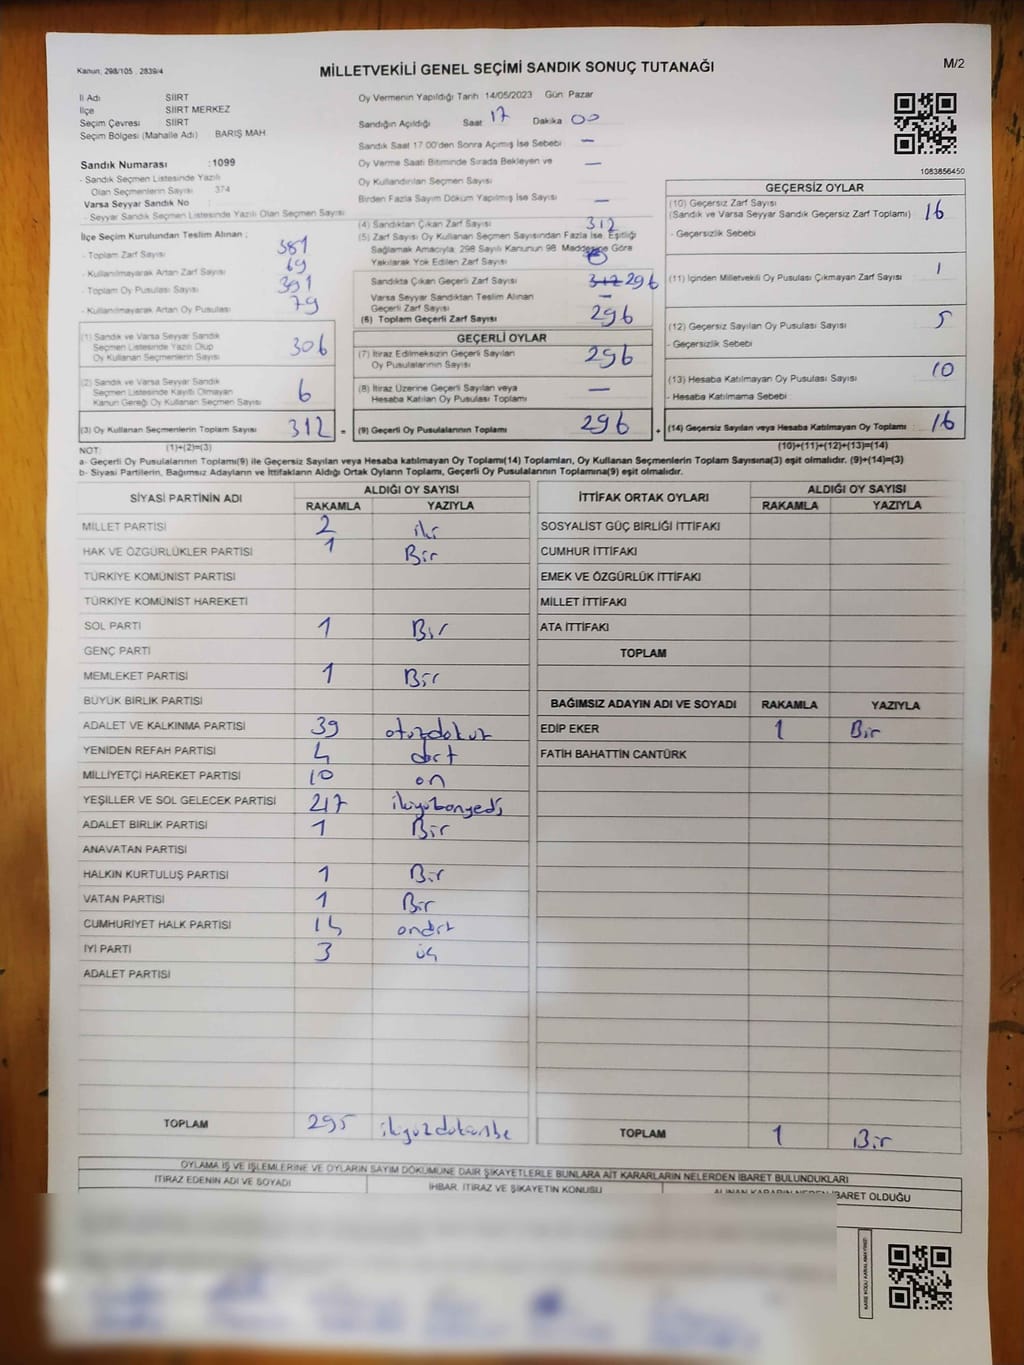 Kanun: 298/105 , 2839/4
MİLLETVEKİLİ GENEL SEÇİMİ SANDIK SONUÇ TUTANAĞI
M/2
İl Adı SİİRT
İlçe SİİRT MERKEZ
Seçim Çevresi SİİRT
Seçim Bölgesi (Mahalle Adı) BARIŞ MAH.
Sandık Numarası : 1099
- Sandık Seçmen Listesinde Yazılı
Olan Seçmenlerin Sayısı 374
Varsa Seyyar Sandık No :
- Seyyar Sandık Seçmen Listesinde Yazılı Olan Seçmen Sayısı
İlçe Seçim Kurulundan Teslim Alınan ;
- Toplam Zarf Sayısı 381
- Kullanılmayarak Artan Zarf Sayısı 69
- Toplam Oy Pusulası Sayısı 391
- Kullanılmayarak Artan Oy Pusulası 79
(1) Sandık ve Varsa Seyyar Sandık
Seçmen Listesinde Yazılı Olup
Oy Kullanan Seçmenlerin Sayısı 306
(2) Sandık ve Varsa Seyyar Sandık
Seçmen Listesinde Kayıtlı Olmayan
Kanun Gereği Oy Kullanan Seçmen Sayısı 6
(3) Oy Kullanan Seçmenlerin Toplam Sayısı 312 =
(1)+(2)=(3)
Oy Vermenin Yapıldığı Tarih 14/05/2023 Gün Pazar
Sandığın Açıldığı Saat 17 Dakika 00
Sandık Saat 17.00'den Sonra Açımış İse Sebebi —
Oy Verme Saati Bitiminde Sırada Bekleyen ve —
Oy Kullandırılan Seçmen Sayısı
Birden Fazla Sayım Döküm Yapılmış İse Sayısı —
(4) Sandıktan Çıkan Zarf Sayısı 312
(5) Zarf Sayısı Oy Kullanan Seçmen Sayısından Fazla İse, Eşitliği
Sağlamak Amacıyla; 298 Sayılı Kanunun 98. Maddesine Göre
Yakılarak Yok Edilen Zarf Sayısı
Sandıkta Çıkan Geçerli Zarf Sayısı 312 296
Varsa Seyyar Sandıktan Teslim Alınan —
Geçerli Zarf Sayısı
(6) Toplam Geçerli Zarf Sayısı 296
GEÇERLİ OYLAR
(7) İtiraz Edilmeksizin Geçerli Sayılan 296
Oy Pusulalarının Sayısı
(8) İtiraz Üzerine Geçerli Sayılan veya —
Hesaba Katılan Oy Pusulası Toplamı
(9) Geçerli Oy Pusulalarının Toplamı 296 +
1083856450
GEÇERSİZ OYLAR
(10) Geçersiz Zarf Sayısı
(Sandık ve Varsa Seyyar Sandık Geçersiz Zarf Toplamı) 16
- Geçersizlik Sebebi
(11) İçinden Milletvekili Oy Pusulası Çıkmayan Zarf Sayısı 1
(12) Geçersiz Sayılan Oy Pusulası Sayısı 5
- Geçersizlik Sebebi
(13) Hesaba Katılmayan Oy Pusulası Sayısı 10
- Hesaba Katılmama Sebebi
(14) Geçersiz Sayılan veya Hesaba Katılmayan Oy Toplamı : 16
(10)+(11)+(12)+(13)=(14)
NOT:
a- Geçerli Oy Pusulalarının Toplamı(9) ile Geçersiz Sayılan veya Hesaba katılmayan Oy Toplamı(14) Toplamları, Oy Kullanan Seçmenlerin Toplam Sayısına(3) eşit olmalıdır. (9)+(14)=(3)
b- Siyasi Partilerin, Bağımsız Adayların ve İttifakların Aldığı Ortak Oyların Toplamı, Geçerli Oy Pusulalarının Toplamına(9) eşit olmalıdır.
SİYASİ PARTİNİN ADI ALDIĞI OY SAYISI
RAKAMLA YAZIYLA
MİLLET PARTİSİ 2 iki
HAK VE ÖZGÜRLÜKLER PARTİSİ 1 Bir
TÜRKİYE KOMÜNİST PARTİSİ
TÜRKİYE KOMÜNİST HAREKETİ
SOL PARTİ 1 Bir
GENÇ PARTİ
MEMLEKET PARTİSİ 1 Bir
BÜYÜK BİRLİK PARTİSİ
ADALET VE KALKINMA PARTİSİ 39 otuzdokuz
YENİDEN REFAH PARTİSİ 4 dört
MİLLİYETÇİ HAREKET PARTİSİ 10 on
YEŞİLLER VE SOL GELECEK PARTİSİ 217 ikiyüzonyedi
ADALET BİRLİK PARTİSİ 1 Bir
ANAVATAN PARTİSİ
HALKIN KURTULUŞ PARTİSİ 1 Bir
VATAN PARTİSİ 1 Bir
CUMHURİYET HALK PARTİSİ 14 ondört
İYİ PARTİ 3 üç
ADALET PARTİSİ
TOPLAM 295
İTTİFAK ORTAK OYLARI ALDIĞI OY SAYISI
RAKAMLA YAZIYLA
SOSYALİST GÜÇ BİRLİĞİ İTTİFAKI
CUMHUR İTTİFAKI
EMEK VE ÖZGÜRLÜK İTTİFAKI
MİLLET İTTİFAKI
ATA İTTİFAKI
TOPLAM
BAĞIMSIZ ADAYIN ADI VE SOYADI RAKAMLA YAZIYLA
EDİP EKER 1 Bir
FATİH BAHATTİN CANTÜRK
TOPLAM 1 Bir
OYLAMA İŞ VE İŞLEMLERİNE VE OYLARIN SAYIM DÖKÜMÜNE DAİR ŞİKAYETLERLE BUNLARA AİT KARARLARIN NELERDEN İBARET BULUNDUKLARI
İTİRAZ EDENİN ADI VE SOYADI İHBAR, İTİRAZ VE ŞİKAYETİN KONUSU ALINAN KARARIN NEDEN İBARET OLDUĞU
KARE KODU KARALAMAYINIZ!